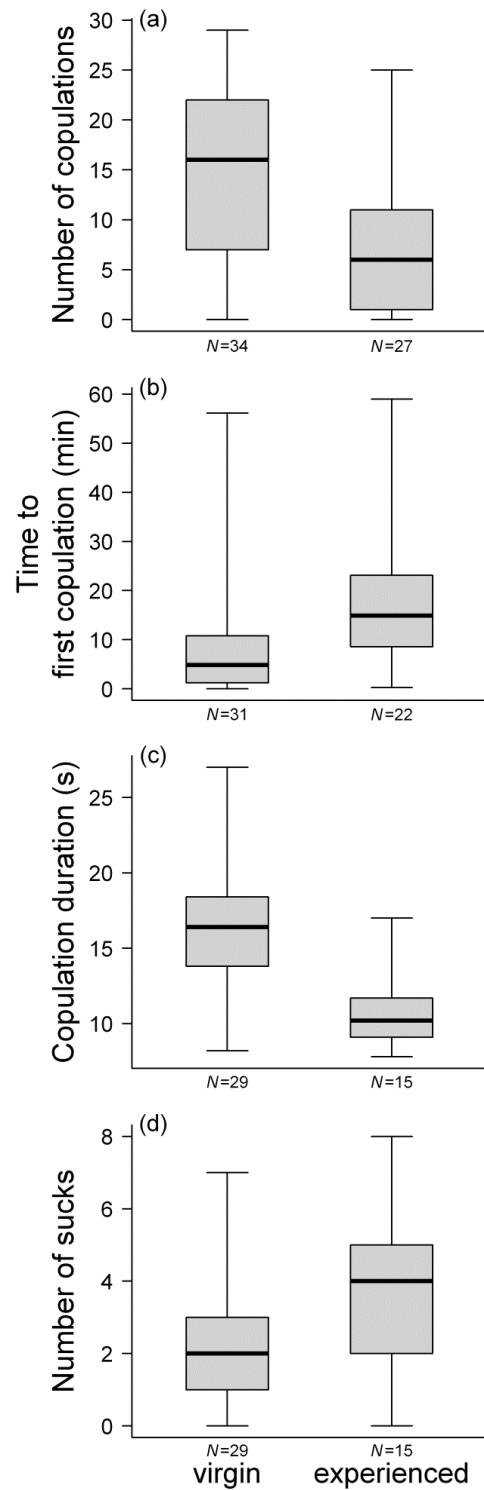 (a)
Number of copulations
30
25
20
15
10
5
0
N=34 N=27
(b)
Time to
first copulation (min)
60
50
40
30
20
10
0
N=31 N=22
(c)
Copulation duration (s)
25
20
15
10
N=29 N=15
(d)
Number of sucks
8
6
4
2
0
N=29 N=15
virgin experienced